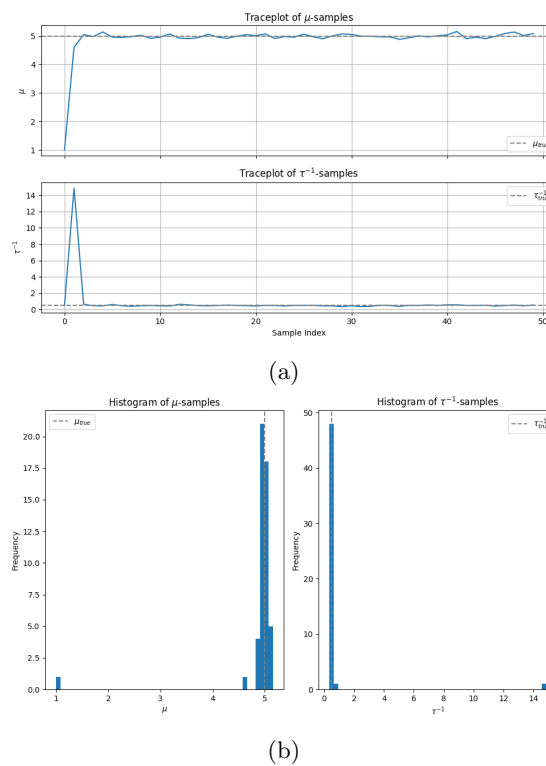 Traceplot of μ-samples
5
4
3
2
1
μ
μtrue
Traceplot of τ⁻¹-samples
14
12
10
8
6
4
2
0
τ⁻¹
0 10 20 30 40 50
Sample Index
(a)
Histogram of μ-samples Histogram of τ⁻¹-samples
μtrue
20.0
17.5
15.0
12.5
10.0
7.5
5.0
2.5
0.0
Frequency
1 2 3 4 5
μ
50
40
30
20
10
0
Frequency
0 2 4 6 8 10 12 14
τ⁻¹
(b)